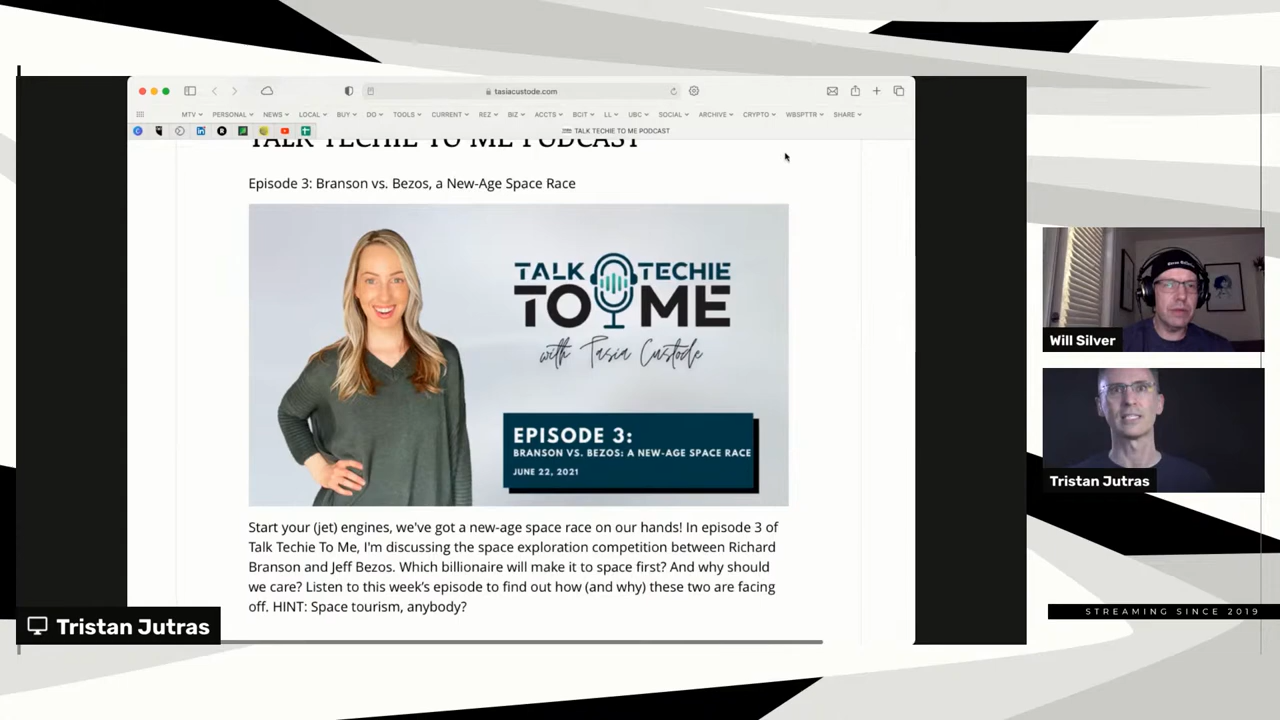 tasiacustode.com
MTV PERSONAL NEWS LOCAL BUY DO TOOLS CURRENT REZ BIZ ACCTS BCIT LL UBC SOCIAL ARCHIVE CRYPTO WBSPTTR SHARE
TALK TECHIE TO ME PODCAST
TALK TECHIE TO ME PODCAST
Episode 3: Branson vs. Bezos, a New-Age Space Race
TALK TECHIE
TO ME
with Tasia Custode
EPISODE 3:
BRANSON VS. BEZOS: A NEW-AGE SPACE RACE
JUNE 22, 2021
Start your (jet) engines, we've got a new-age space race on our hands! In episode 3 of
Talk Techie To Me, I'm discussing the space exploration competition between Richard
Branson and Jeff Bezos. Which billionaire will make it to space first? And why should
we care? Listen to this week's episode to find out how (and why) these two are facing
off. HINT: Space tourism, anybody?
Tristan Jutras
Will Silver
Tristan Jutras
STREAMING SINCE 2019